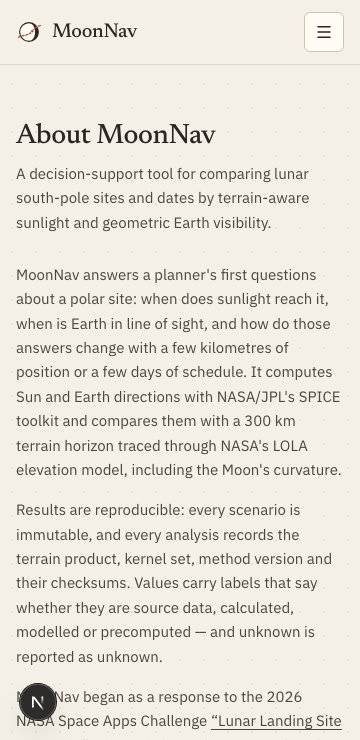 MoonNav
About MoonNav
A decision-support tool for comparing lunar
south-pole sites and dates by terrain-aware
sunlight and geometric Earth visibility.
MoonNav answers a planner's first questions
about a polar site: when does sunlight reach it,
when is Earth in line of sight, and how do those
answers change with a few kilometres of
position or a few days of schedule. It computes
Sun and Earth directions with NASA/JPL's SPICE
toolkit and compares them with a 300 km
terrain horizon traced through NASA's LOLA
elevation model, including the Moon's curvature.
Results are reproducible: every scenario is
immutable, and every analysis records the
terrain product, kernel set, method version and
their checksums. Values carry labels that say
whether they are source data, calculated,
modelled or precomputed — and unknown is
reported as unknown.
Nav began as a response to the 2026
NASA Space Apps Challenge “Lunar Landing Site
N